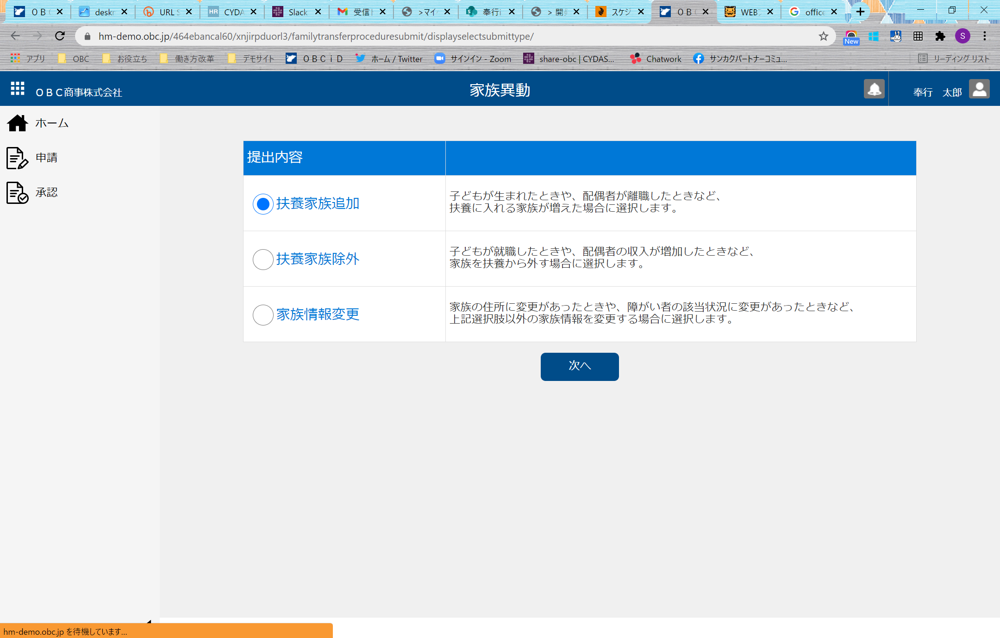 ＯＢ
desk
URL
HR CYDA
Slack
受信
>マイ
奉行i
> 開発
スケジ
ＯＢ
WEB
office
hm-demo.obc.jp/464ebancal60/xnjirpduorl3/familytransferproceduresubmit/displayselectsubmittype/
New
S
アプリ
OBC
お役立ち
働き方改革
デモサイト
ＯＢＣｉＤ
ホーム / Twitter
サインイン - Zoom
share-obc | CYDAS...
Chatwork
サンカクパートナーコミュ...
リーディング リスト
ＯＢＣ商事株式会社
家族異動
奉行　太郎
ホーム
申請
承認
提出内容
扶養家族追加
子どもが生まれたときや、配偶者が離職したときなど、
扶養に入れる家族が増えた場合に選択します。
扶養家族除外
子どもが就職したときや、配偶者の収入が増加したときなど、
家族を扶養から外す場合に選択します。
家族情報変更
家族の住所に変更があったときや、障がい者の該当状況に変更があったときなど、
上記選択肢以外の家族情報を変更する場合に選択します。
次へ
hm-demo.obc.jp を待機しています...